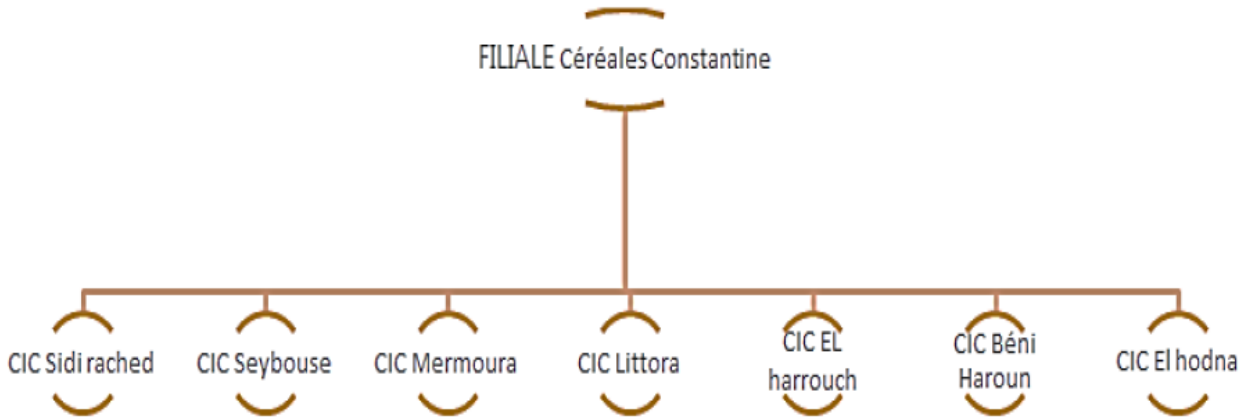 FILIALE Céréales Constantine
CIC Sidi rached
CIC Seybouse
CIC Mermoura
CIC Littora
CIC EL
harrouch
CIC Béni
Haroun
CIC El hodna